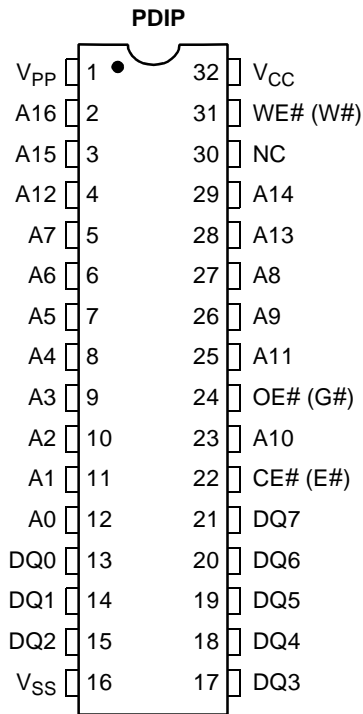 PDIP
VPP 1 32 VCC
A16 2 31 WE# (W#)
A15 3 30 NC
A12 4 29 A14
A7 5 28 A13
A6 6 27 A8
A5 7 26 A9
A4 8 25 A11
A3 9 24 OE# (G#)
A2 10 23 A10
A1 11 22 CE# (E#)
A0 12 21 DQ7
DQ0 13 20 DQ6
DQ1 14 19 DQ5
DQ2 15 18 DQ4
VSS 16 17 DQ3